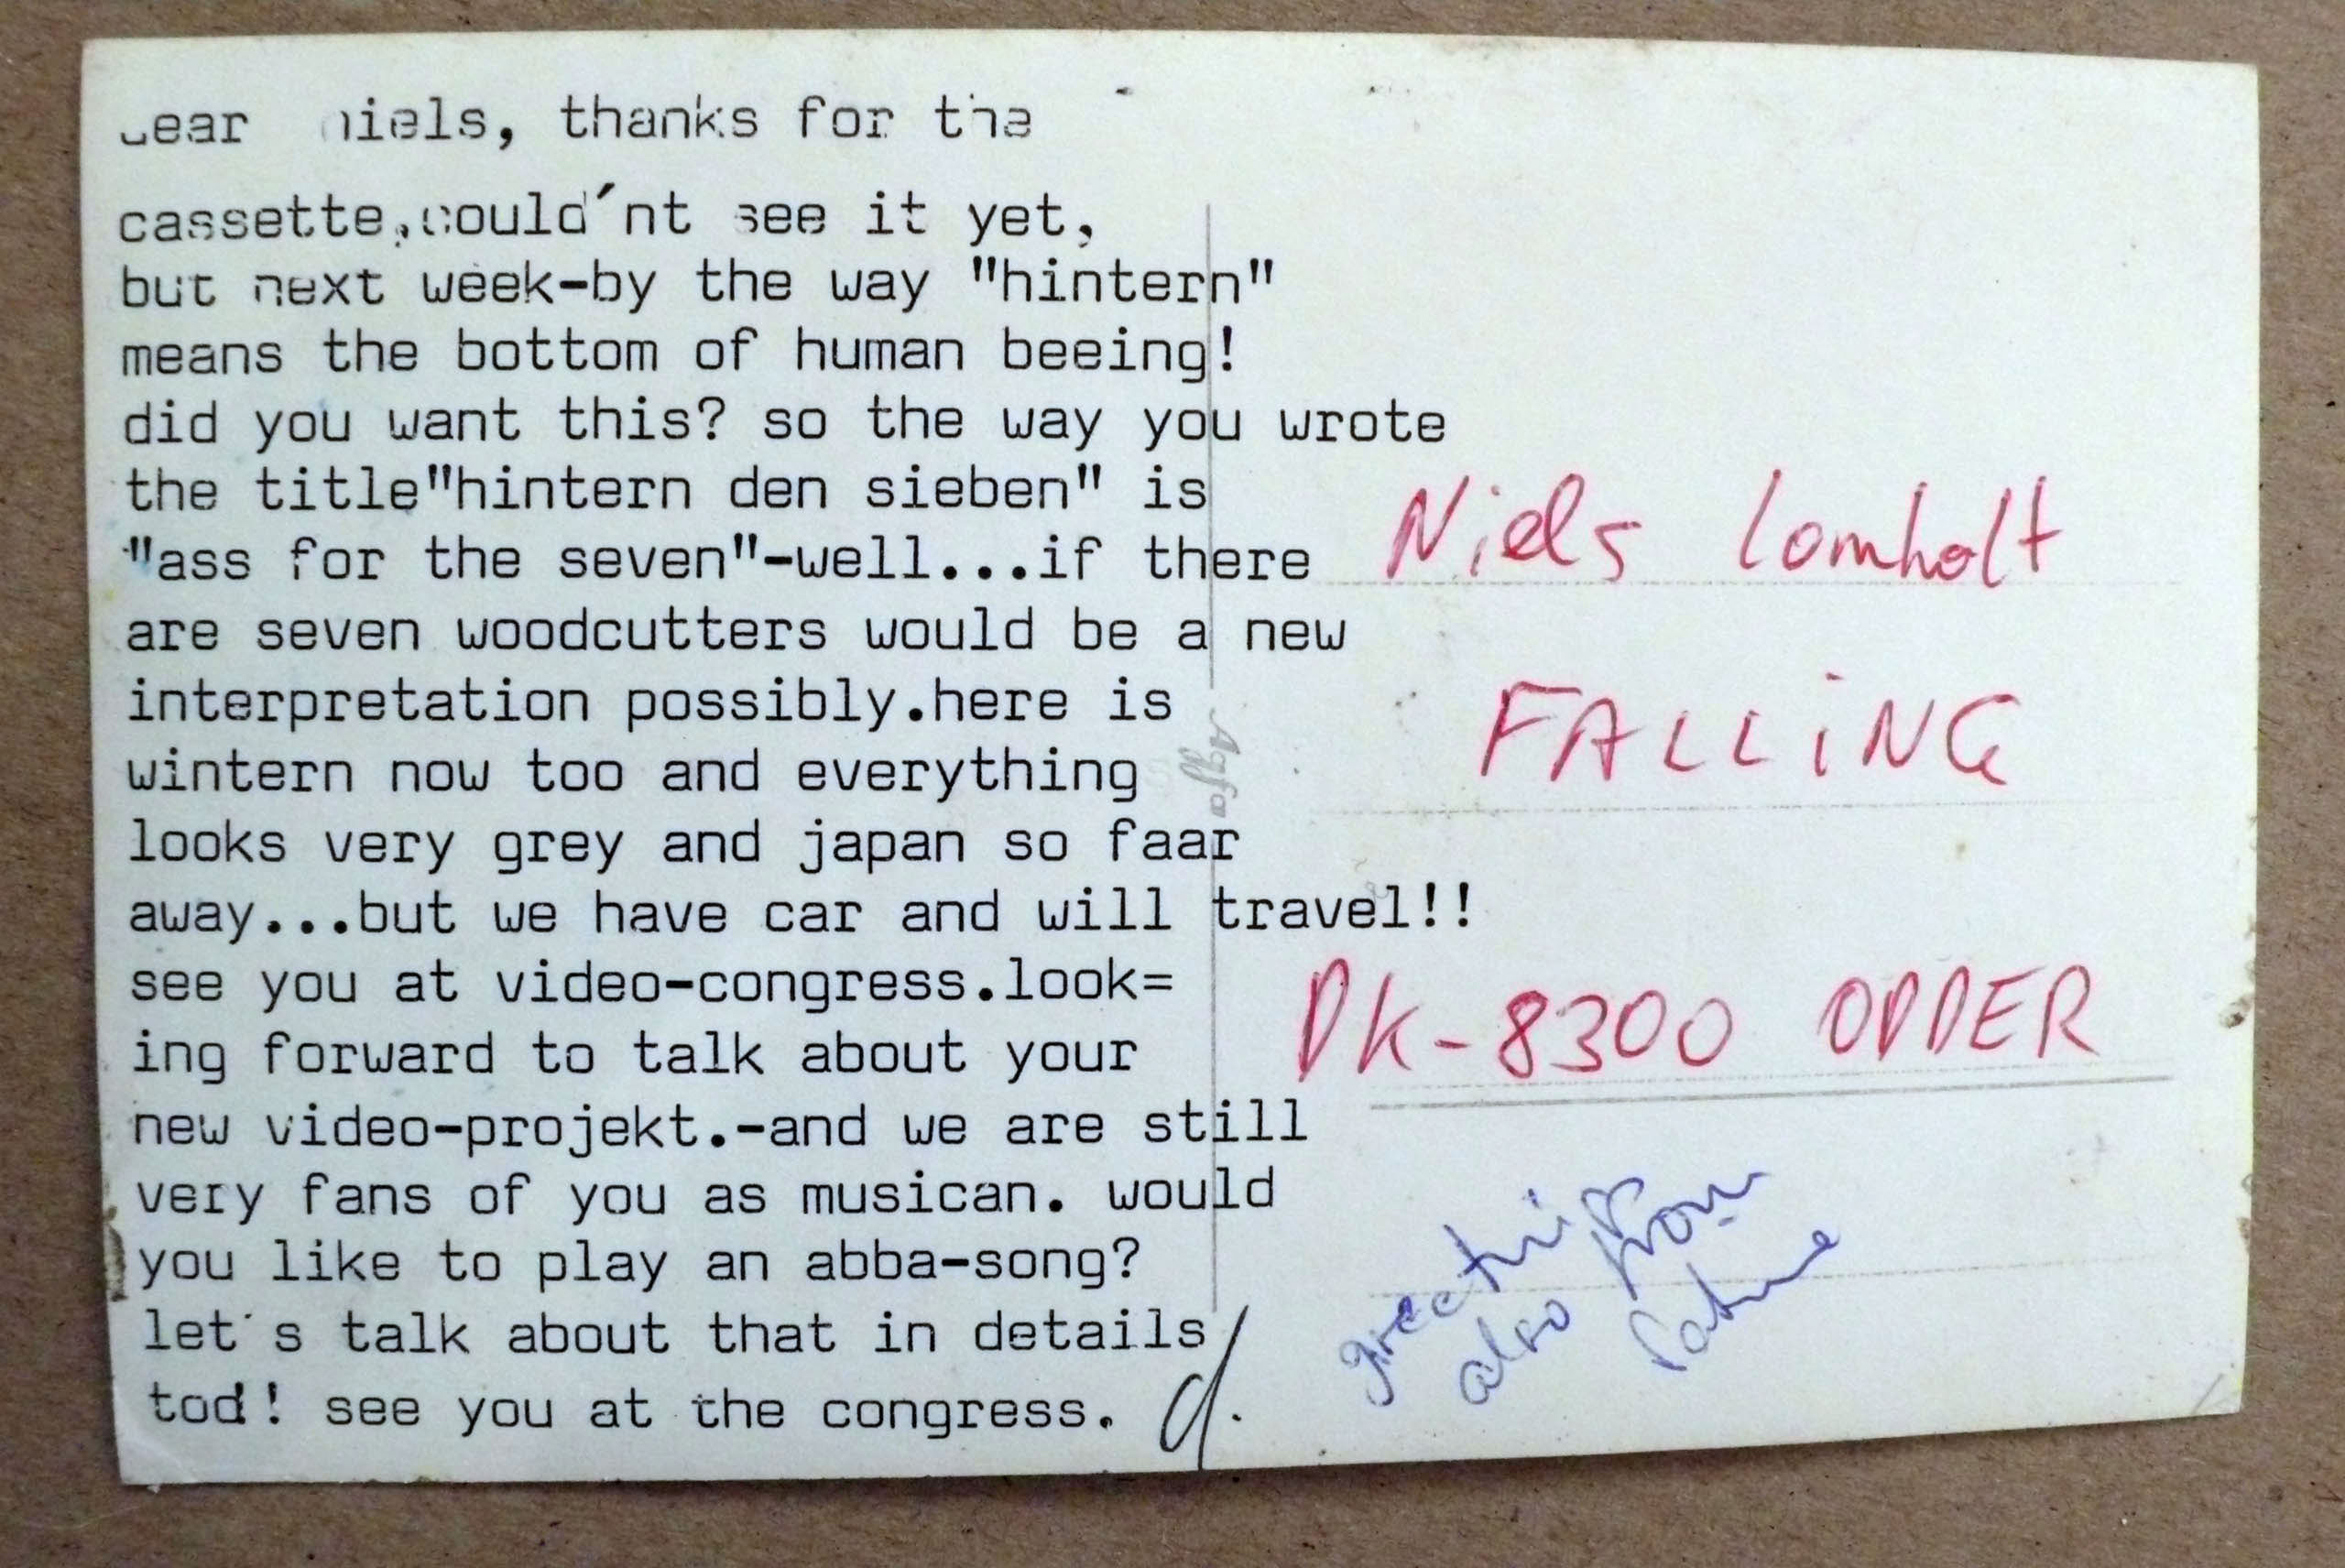 dear niels, thanks for the
cassette,could´nt see it yet,
but next week-by the way "hintern"
means the bottom of human beeing!
did you want this? so the way you wrote
the title"hintern den sieben" is
"ass for the seven"-well...if there
are seven woodcutters would be a new
interpretation possibly.here is
wintern now too and everything
looks very grey and japan so faar
away...but we have car and will travel!!
see you at video-congress.look=
ing forward to talk about your
new video-projekt.-and we are still
very fans of you as musican. would
you like to play an abba-song?
let´s talk about that in details
tod! see you at the congress. d.
Agfa
Niels Lomholt
FALLiNG
DK-8300 ODDER
greetings
also from